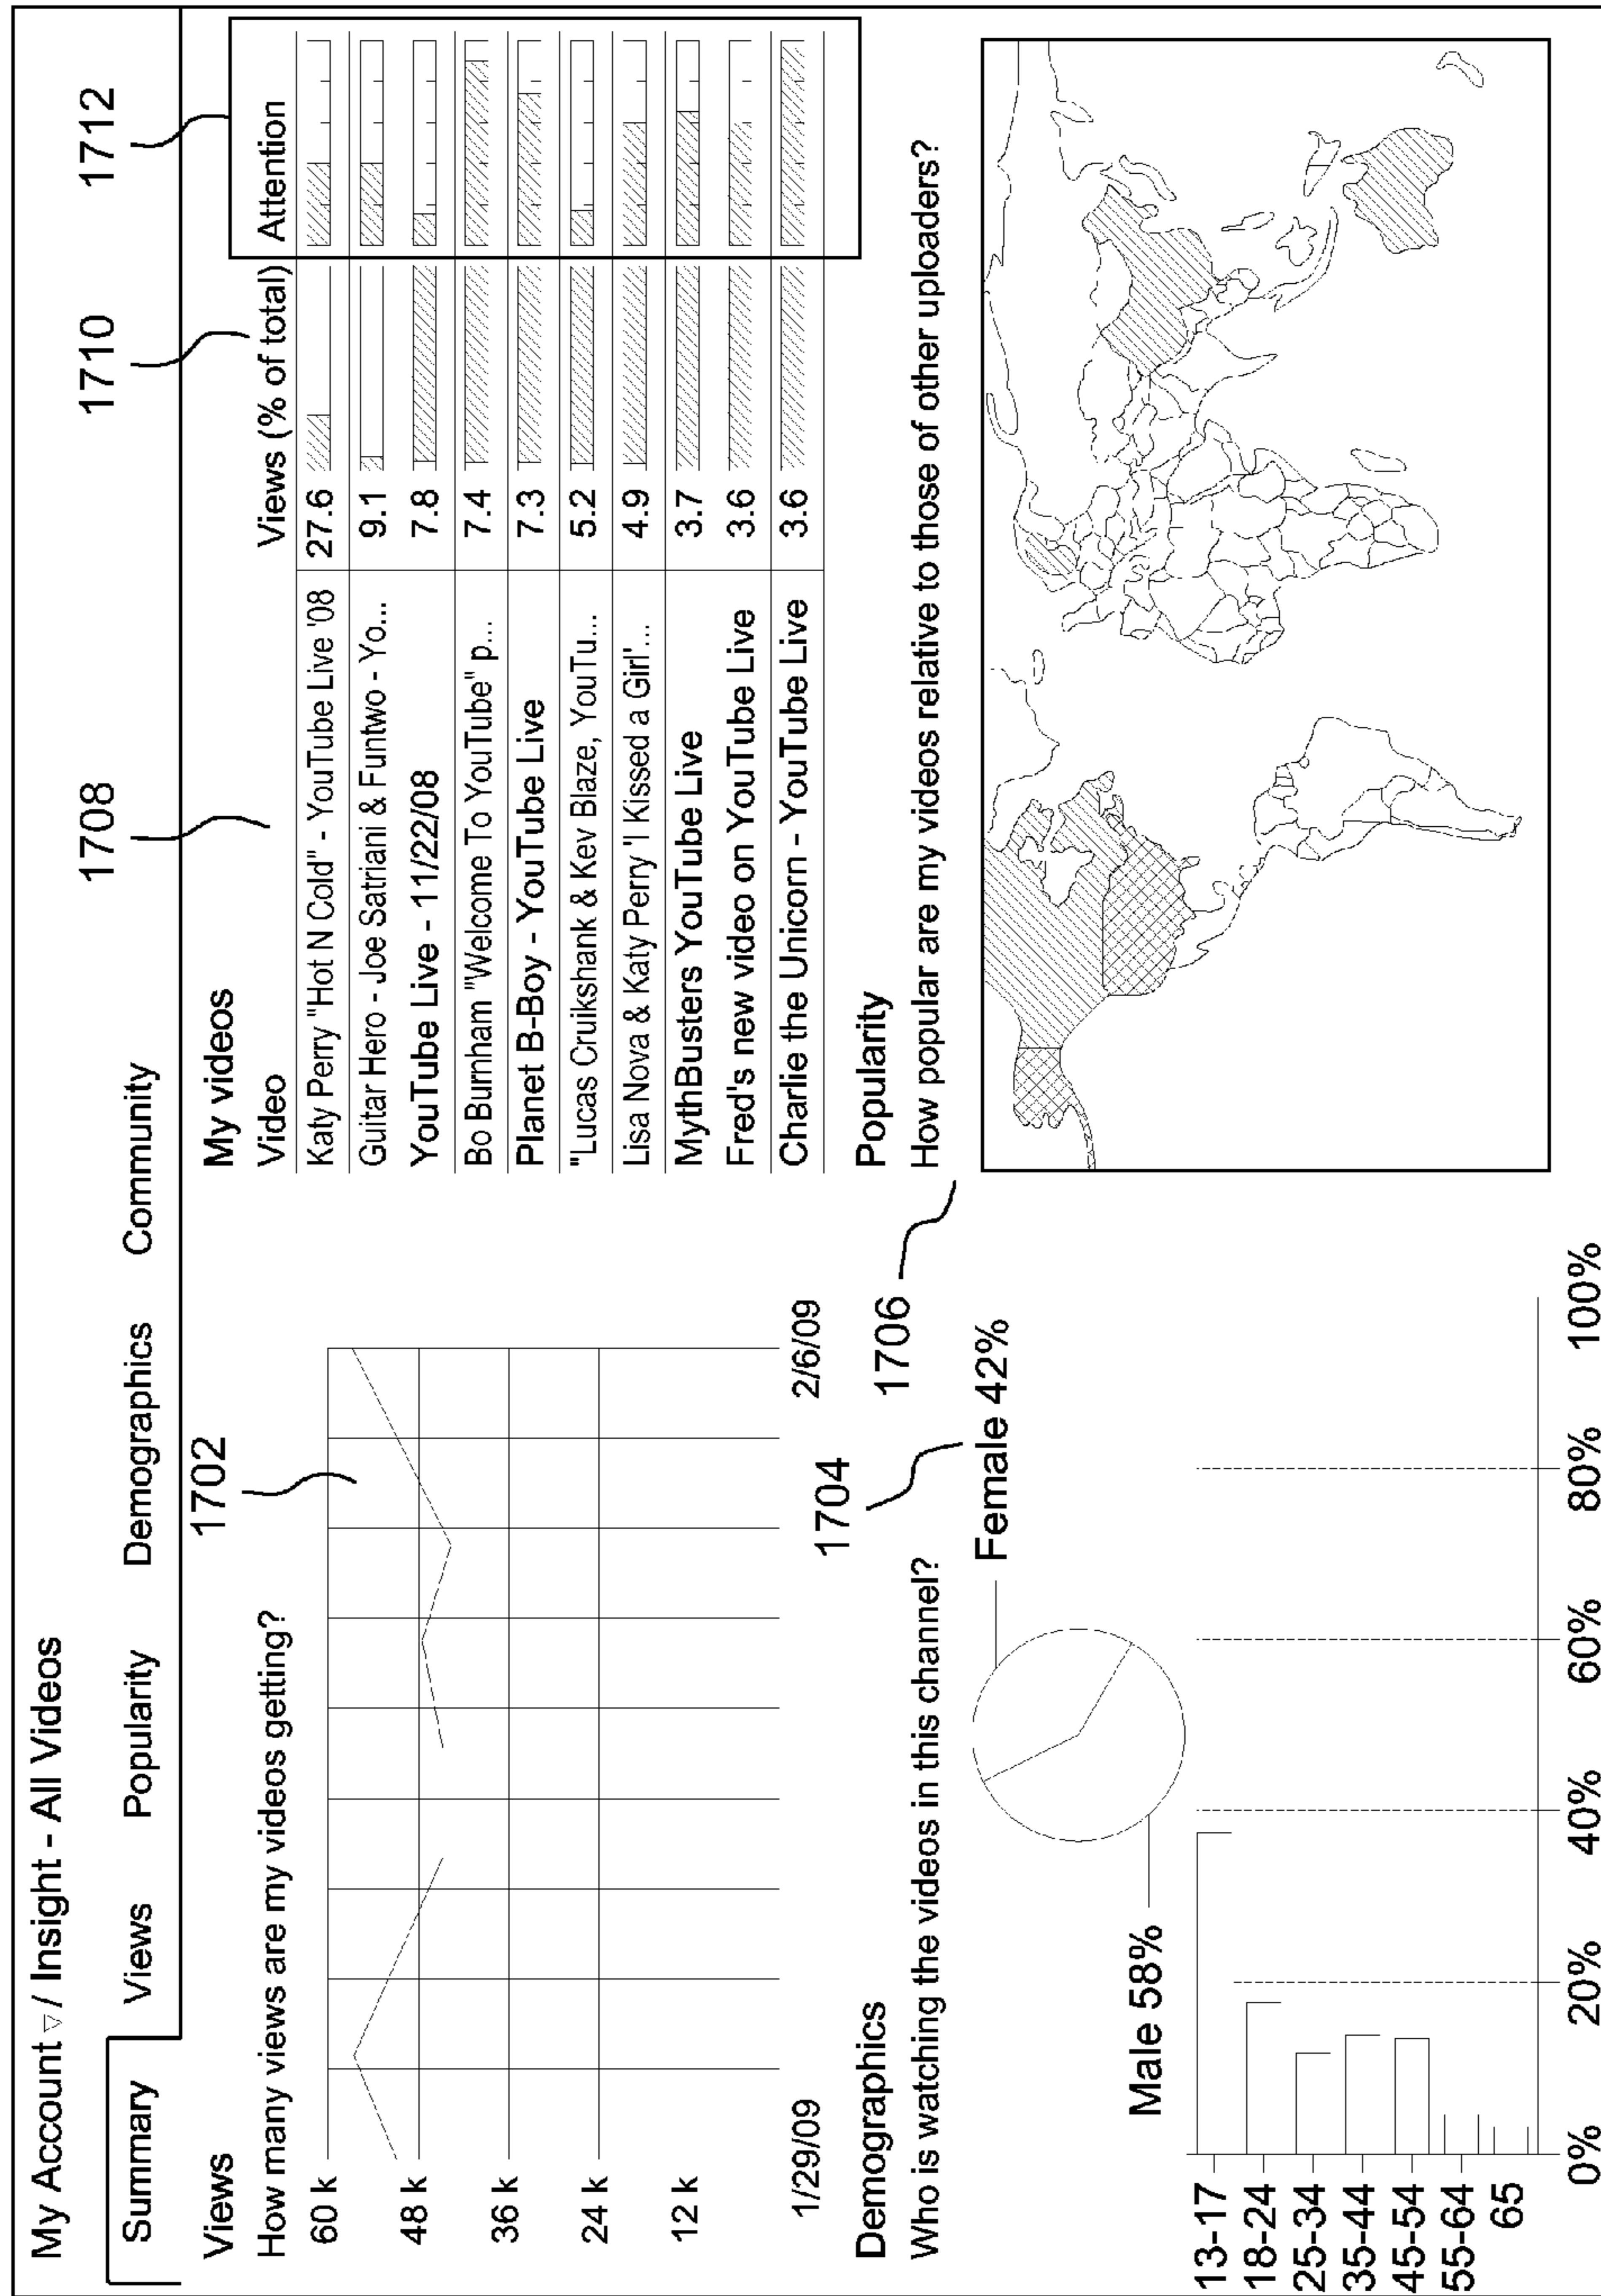 My Account ▽ / Insight - All Videos
Summary Views Popularity Demographics Community
Views
How many views are my videos getting?
1702
60 k
48 k
36 k
24 k
12 k
1/29/09 2/6/09
Demographics
Who is watching the videos in this channel?
1704
Male 58%
Female 42%
13-17
18-24
25-34
35-44
45-54
55-64
65
0% 20% 40% 60% 80% 100%
1708 1710 1712
My videos
Video Views (% of total) Attention
Katy Perry "Hot N Cold" - YouTube Live '08 27.6
Guitar Hero - Joe Satriani & Funtwo - Yo... 9.1
YouTube Live - 11/22/08 7.8
Bo Burnham "Welcome To YouTube" p... 7.4
Planet B-Boy - YouTube Live 7.3
"Lucas Cruikshank & Kev Blaze, YouTu... 5.2
Lisa Nova & Katy Perry "I Kissed a Girl"... 4.9
MythBusters YouTube Live 3.7
Fred's new video on YouTube Live 3.6
Charlie the Unicorn - YouTube Live 3.6
Popularity
1706
How popular are my videos relative to those of other uploaders?